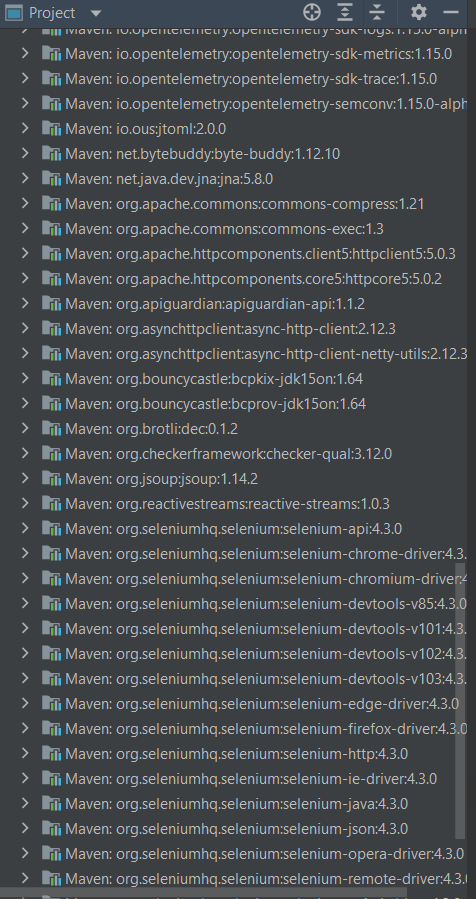 Project
Maven: io.opentelemetry:opentelemetry-sdk-logs:1.15.0-alph
Maven: io.opentelemetry:opentelemetry-sdk-metrics:1.15.0
Maven: io.opentelemetry:opentelemetry-sdk-trace:1.15.0
Maven: io.opentelemetry:opentelemetry-semconv:1.15.0-alph
Maven: io.ous:jtoml:2.0.0
Maven: net.bytebuddy:byte-buddy:1.12.10
Maven: net.java.dev.jna:jna:5.8.0
Maven: org.apache.commons:commons-compress:1.21
Maven: org.apache.commons:commons-exec:1.3
Maven: org.apache.httpcomponents.client5:httpclient5:5.0.3
Maven: org.apache.httpcomponents.core5:httpcore5:5.0.2
Maven: org.apiguardian:apiguardian-api:1.1.2
Maven: org.asynchttpclient:async-http-client:2.12.3
Maven: org.asynchttpclient:async-http-client-netty-utils:2.12.3
Maven: org.bouncycastle:bcpkix-jdk15on:1.64
Maven: org.bouncycastle:bcprov-jdk15on:1.64
Maven: org.brotli:dec:0.1.2
Maven: org.checkerframework:checker-qual:3.12.0
Maven: org.jsoup:jsoup:1.14.2
Maven: org.reactivestreams:reactive-streams:1.0.3
Maven: org.seleniumhq.selenium:selenium-api:4.3.0
Maven: org.seleniumhq.selenium:selenium-chrome-driver:4.3.
Maven: org.seleniumhq.selenium:selenium-chromium-driver:4
Maven: org.seleniumhq.selenium:selenium-devtools-v85:4.3.0
Maven: org.seleniumhq.selenium:selenium-devtools-v101:4.3.
Maven: org.seleniumhq.selenium:selenium-devtools-v102:4.3.
Maven: org.seleniumhq.selenium:selenium-devtools-v103:4.3.
Maven: org.seleniumhq.selenium:selenium-edge-driver:4.3.0
Maven: org.seleniumhq.selenium:selenium-firefox-driver:4.3.0
Maven: org.seleniumhq.selenium:selenium-http:4.3.0
Maven: org.seleniumhq.selenium:selenium-ie-driver:4.3.0
Maven: org.seleniumhq.selenium:selenium-java:4.3.0
Maven: org.seleniumhq.selenium:selenium-json:4.3.0
Maven: org.seleniumhq.selenium:selenium-opera-driver:4.3.0
Maven: org.seleniumhq.selenium:selenium-remote-driver:4.3.0